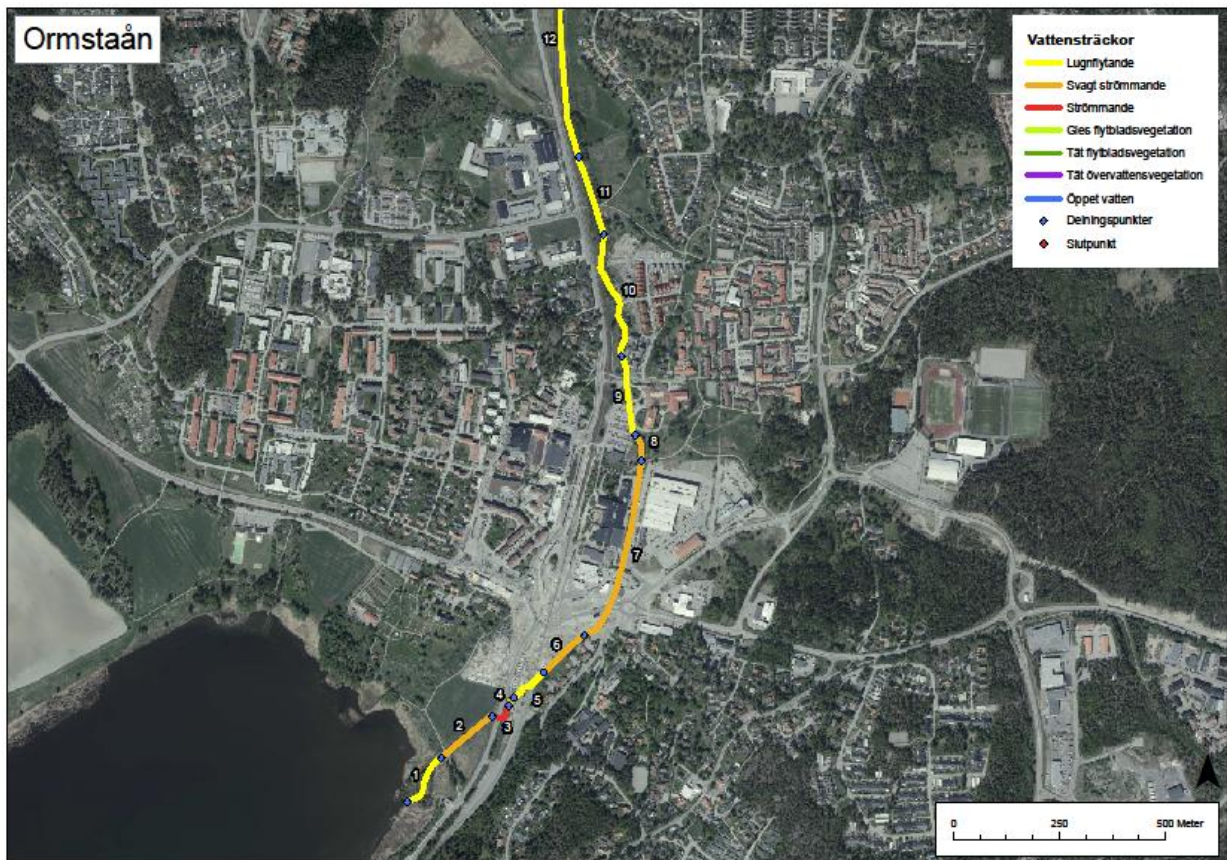 Ormstaån
Vattensträckor
Lugnflytande
Svagt strömmande
Strömmande
Gles flytbladsvegetation
Tät flytbladsvegetation
Tät övervattensvegetation
Öppet vatten
Delningspunkter
Slutpunkt
12
11
10
9
8
7
6
5
4
3
2
1
0 250 500 Meter